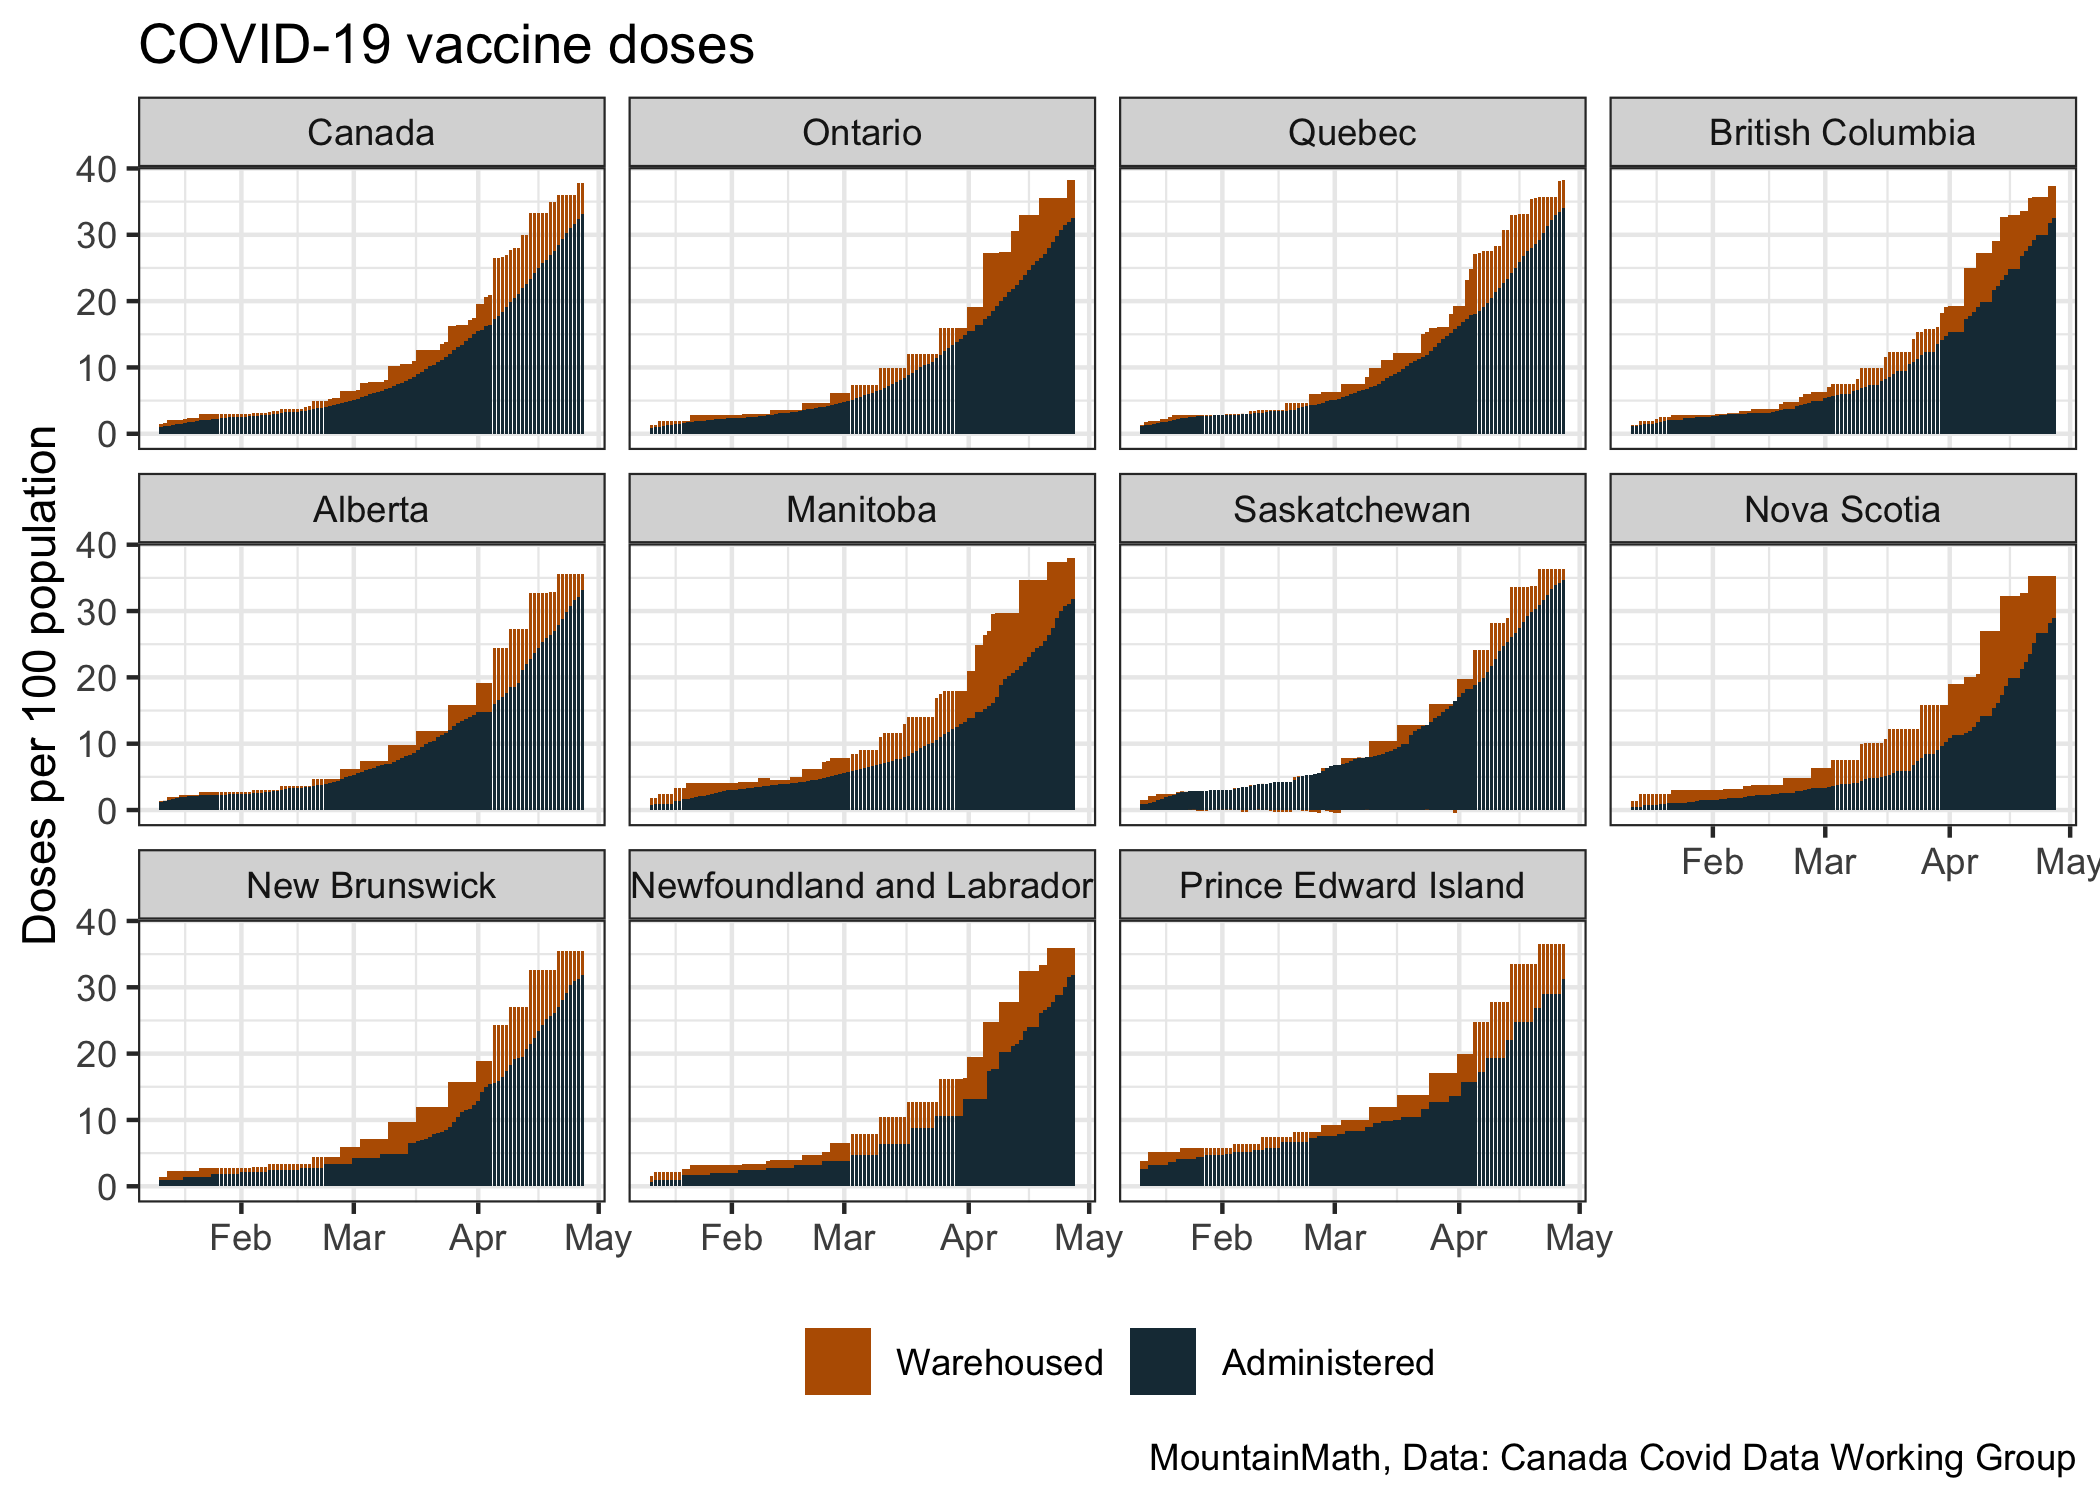 COVID-19 vaccine doses
Canada
Ontario
Quebec
British Columbia
40
30
20
10
0
Alberta
Manitoba
Saskatchewan
Nova Scotia
40
30
20
10
0
Feb Mar Apr May
New Brunswick
Newfoundland and Labrador
Prince Edward Island
40
30
20
10
0
Feb Mar Apr May
Feb Mar Apr May
Feb Mar Apr May
Doses per 100 population
Warehoused
Administered
MountainMath, Data: Canada Covid Data Working Group